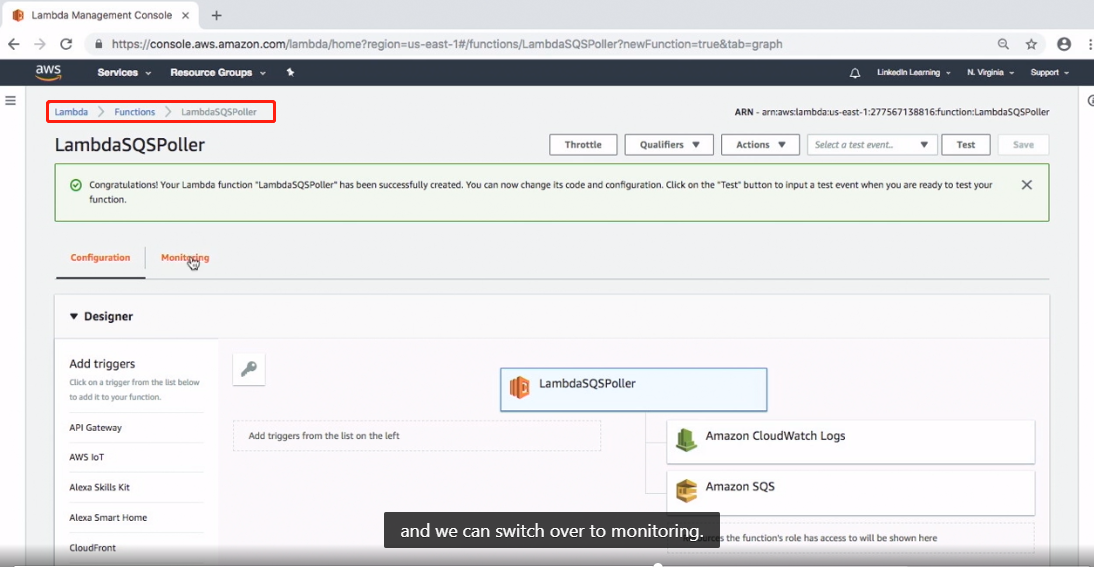 Lambda Management Console
https://console.aws.amazon.com/lambda/home?region=us-east-1#/functions/LambdaSQSPoller?newFunction=true&tab=graph
aws Services Resource Groups LinkedIn Learning N. Virginia Support
Lambda Functions LambdaSQSPoller
ARN - arn:aws:lambda:us-east-1:277567138816:function:LambdaSQSPoller
LambdaSQSPoller
Throttle Qualifiers Actions Select a test event.. Test Save
Congratulations! Your Lambda function "LambdaSQSPoller" has been successfully created. You can now change its code and configuration. Click on the "Test" button to input a test event when you are ready to test your
function.
Configuration Monitoring
Designer
Add triggers
Click on a trigger from the list below
to add it to your function.
API Gateway
AWS IoT
Alexa Skills Kit
Alexa Smart Home
CloudFront
LambdaSQSPoller
Add triggers from the list on the left
Amazon CloudWatch Logs
Amazon SQS
the function's role has access to will be shown here
and we can switch over to monitoring.